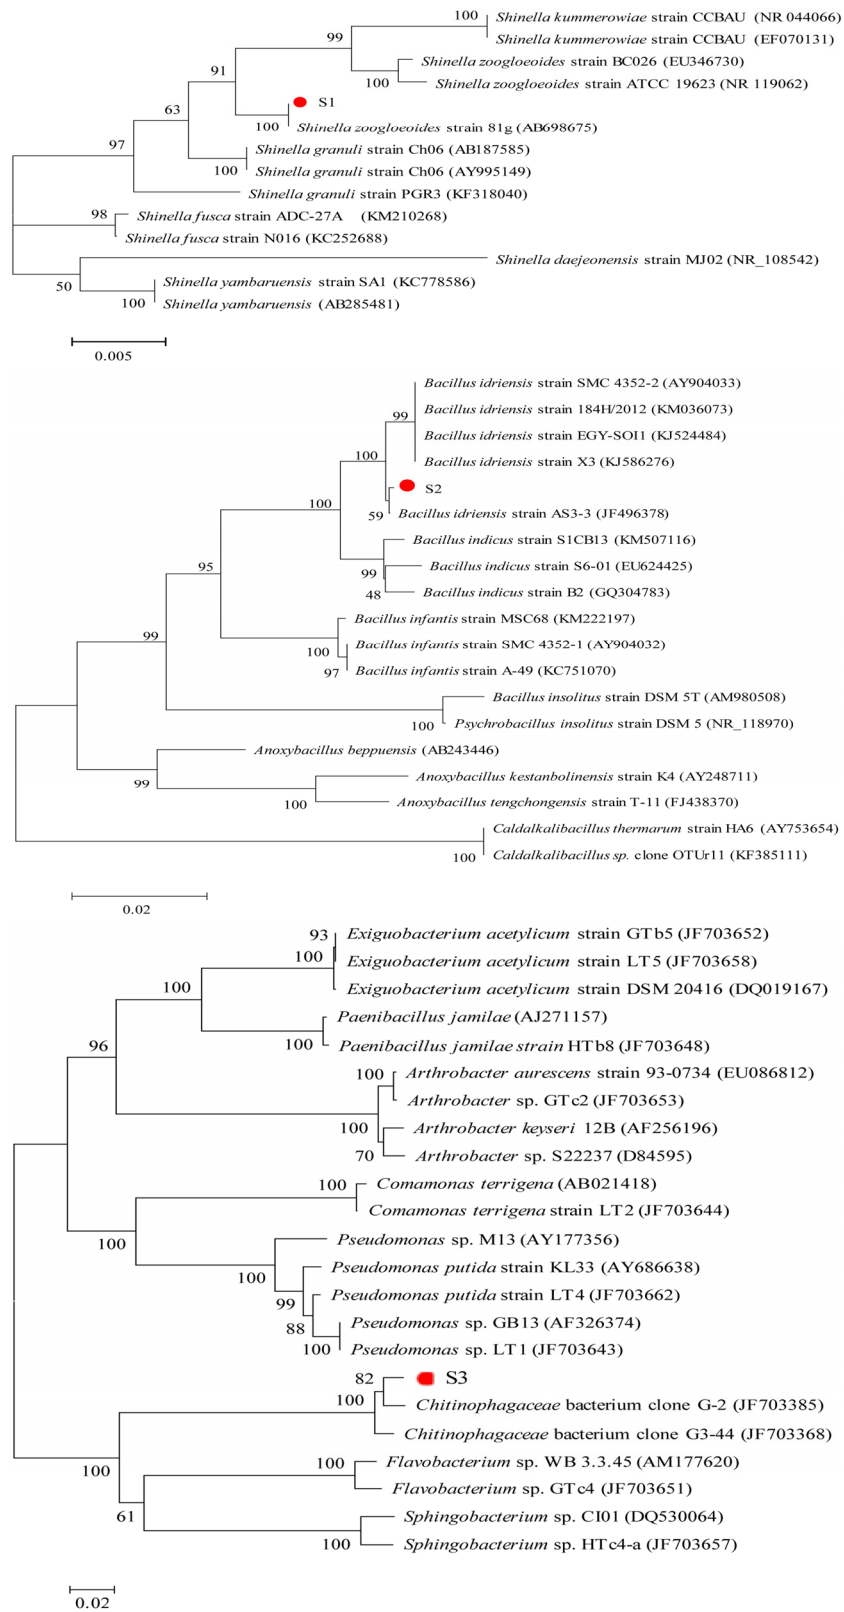 100
Shinella kummerowiae strain CCBAU (NR 044066)
99
Shinella kummerowiae strain CCBAU (EF070131)
Shinella zoogloeoides strain BC026 (EU346730)
91
100
Shinella zoogloeoides strain ATCC 19623 (NR 119062)
S1
63
100
Shinella zoogloeoides strain 81g (AB698675)
97
Shinella granuli strain Ch06 (AB187585)
100
Shinella granuli strain Ch06 (AY995149)
Shinella granuli strain PGR3 (KF318040)
98
Shinella fusca strain ADC-27A (KM210268)
Shinella fusca strain N016 (KC252688)
Shinella daejeonensis strain MJ02 (NR_108542)
50
Shinella yambaruensis strain SA1 (KC778586)
100
Shinella yambaruensis (AB285481)
0.005
Bacillus idriensis strain SMC 4352-2 (AY904033)
99
Bacillus idriensis strain 184H/2012 (KM036073)
Bacillus idriensis strain EGY-SOI1 (KJ524484)
100
Bacillus idriensis strain X3 (KJ586276)
S2
100
59
Bacillus idriensis strain AS3-3 (JF496378)
Bacillus indicus strain S1CB13 (KM507116)
95
99
Bacillus indicus strain S6-01 (EU624425)
48
Bacillus indicus strain B2 (GQ304783)
99
Bacillus infantis strain MSC68 (KM222197)
100
Bacillus infantis strain SMC 4352-1 (AY904032)
97
Bacillus infantis strain A-49 (KC751070)
Bacillus insolitus strain DSM 5T (AM980508)
100
Psychrobacillus insolitus strain DSM 5 (NR_118970)
Anoxybacillus beppuensis (AB243446)
99
Anoxybacillus kestanbolinensis strain K4 (AY248711)
100
Anoxybacillus tengchongensis strain T-11 (FJ438370)
Caldalkalibacillus thermarum strain HA6 (AY753654)
100
Caldalkalibacillus sp. clone OTUr11 (KF385111)
0.02
93
Exiguobacterium acetylicum strain GTb5 (JF703652)
100
Exiguobacterium acetylicum strain LT5 (JF703658)
100
Exiguobacterium acetylicum strain DSM 20416 (DQ019167)
Paenibacillus jamilae (AJ271157)
96
100
Paenibacillus jamilae strain HTb8 (JF703648)
100
Arthrobacter aurescens strain 93-0734 (EU086812)
Arthrobacter sp. GTc2 (JF703653)
100
Arthrobacter keyseri 12B (AF256196)
70
Arthrobacter sp. S22237 (D84595)
100
Comamonas terrigena (AB021418)
Comamonas terrigena strain LT2 (JF703644)
100
Pseudomonas sp. M13 (AY177356)
100
Pseudomonas putida strain KL33 (AY686638)
99
Pseudomonas putida strain LT4 (JF703662)
88
Pseudomonas sp. GB13 (AF326374)
100
Pseudomonas sp. LT1 (JF703643)
82
S3
100
Chitinophagaceae bacterium clone G-2 (JF703385)
Chitinophagaceae bacterium clone G3-44 (JF703368)
100
100
Flavobacterium sp. WB 3.3.45 (AM177620)
Flavobacterium sp. GTc4 (JF703651)
61
Sphingobacterium sp. CI01 (DQ530064)
100
Sphingobacterium sp. HTc4-a (JF703657)
0.02